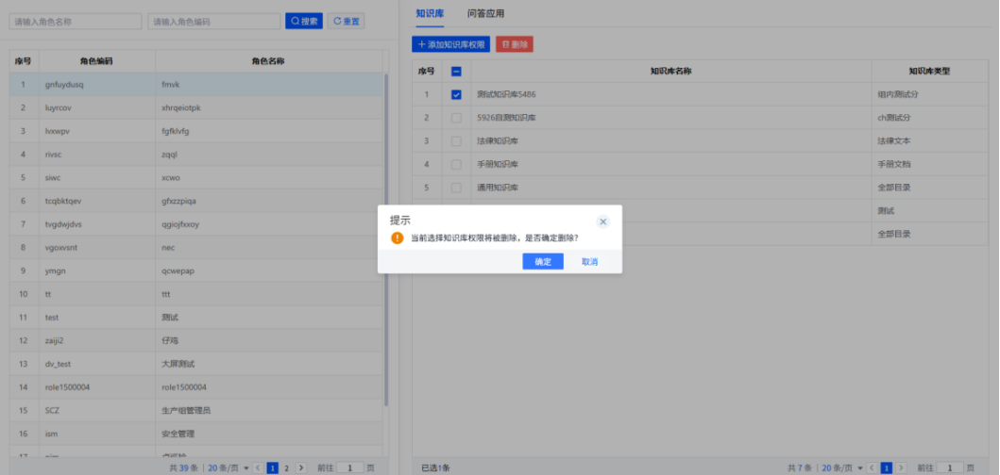 请输入角色名称 请输入角色编码 搜索 重置
序号 角色编码 角色名称
1 gnfuydusq fmvk
2 luyrcov xhrqeiotpk
3 lvxwpv fgfklvfg
4 rivsc zqql
5 siwc xcwo
6 tcqbktqev gfxzzpiqa
7 tvgdwjdvs qgiojfxxoy
8 vgoxvsnt nec
9 ymgn qcwepap
10 tt ttt
11 test 测试
12 zaiji2 仔鸡
13 dv_test 大屏测试
14 role1500004 role1500004
15 SCZ 生产组管理员
16 ism 安全管理
17
共 39 条 20 条/页 1 2 前往 1 页
知识库 问答应用
添加知识库权限 删除
序号 知识库名称 知识库类型
1 测试知识库5486 组内测试分
2 5926自测知识库 ch测试分
3 法律知识库 法律文本
4 手册知识库 手册文档
5 通用知识库 全部目录
测试
全部目录
提示
当前选择知识库权限将被删除，是否确定删除?
确定 取消
已选1条 共 7 条 20 条/页 1 前往 1 页